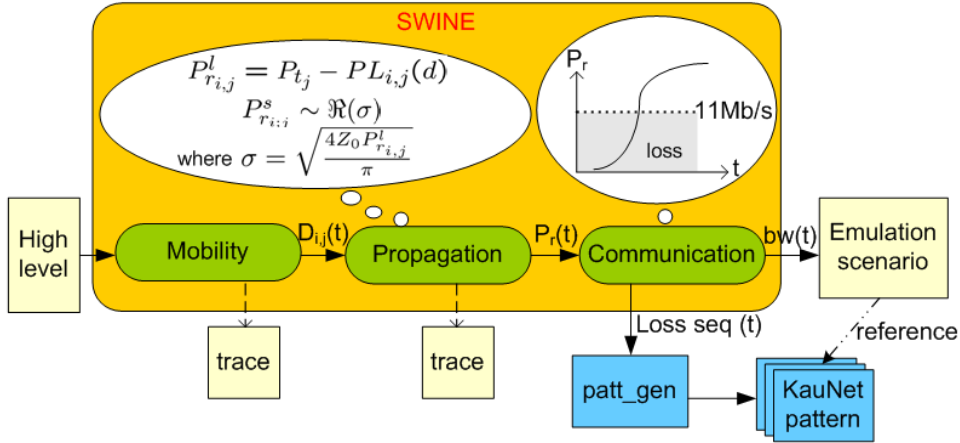 SWINE
P^l_{r_{i,j}} = P_{t_j} − PL_{i,j}(d)
P^s_{r_{i;j}} ∼ ℜ(σ)
where σ = √(4Z_0 P^l_{r_{i,j}} / π)
P_r
11Mb/s
loss
t
High
level
Mobility
D_{i,j}(t)
Propagation
P_r(t)
Communication
bw(t)
Emulation
scenario
trace
trace
Loss seq (t)
reference
patt_gen
KauNet
pattern